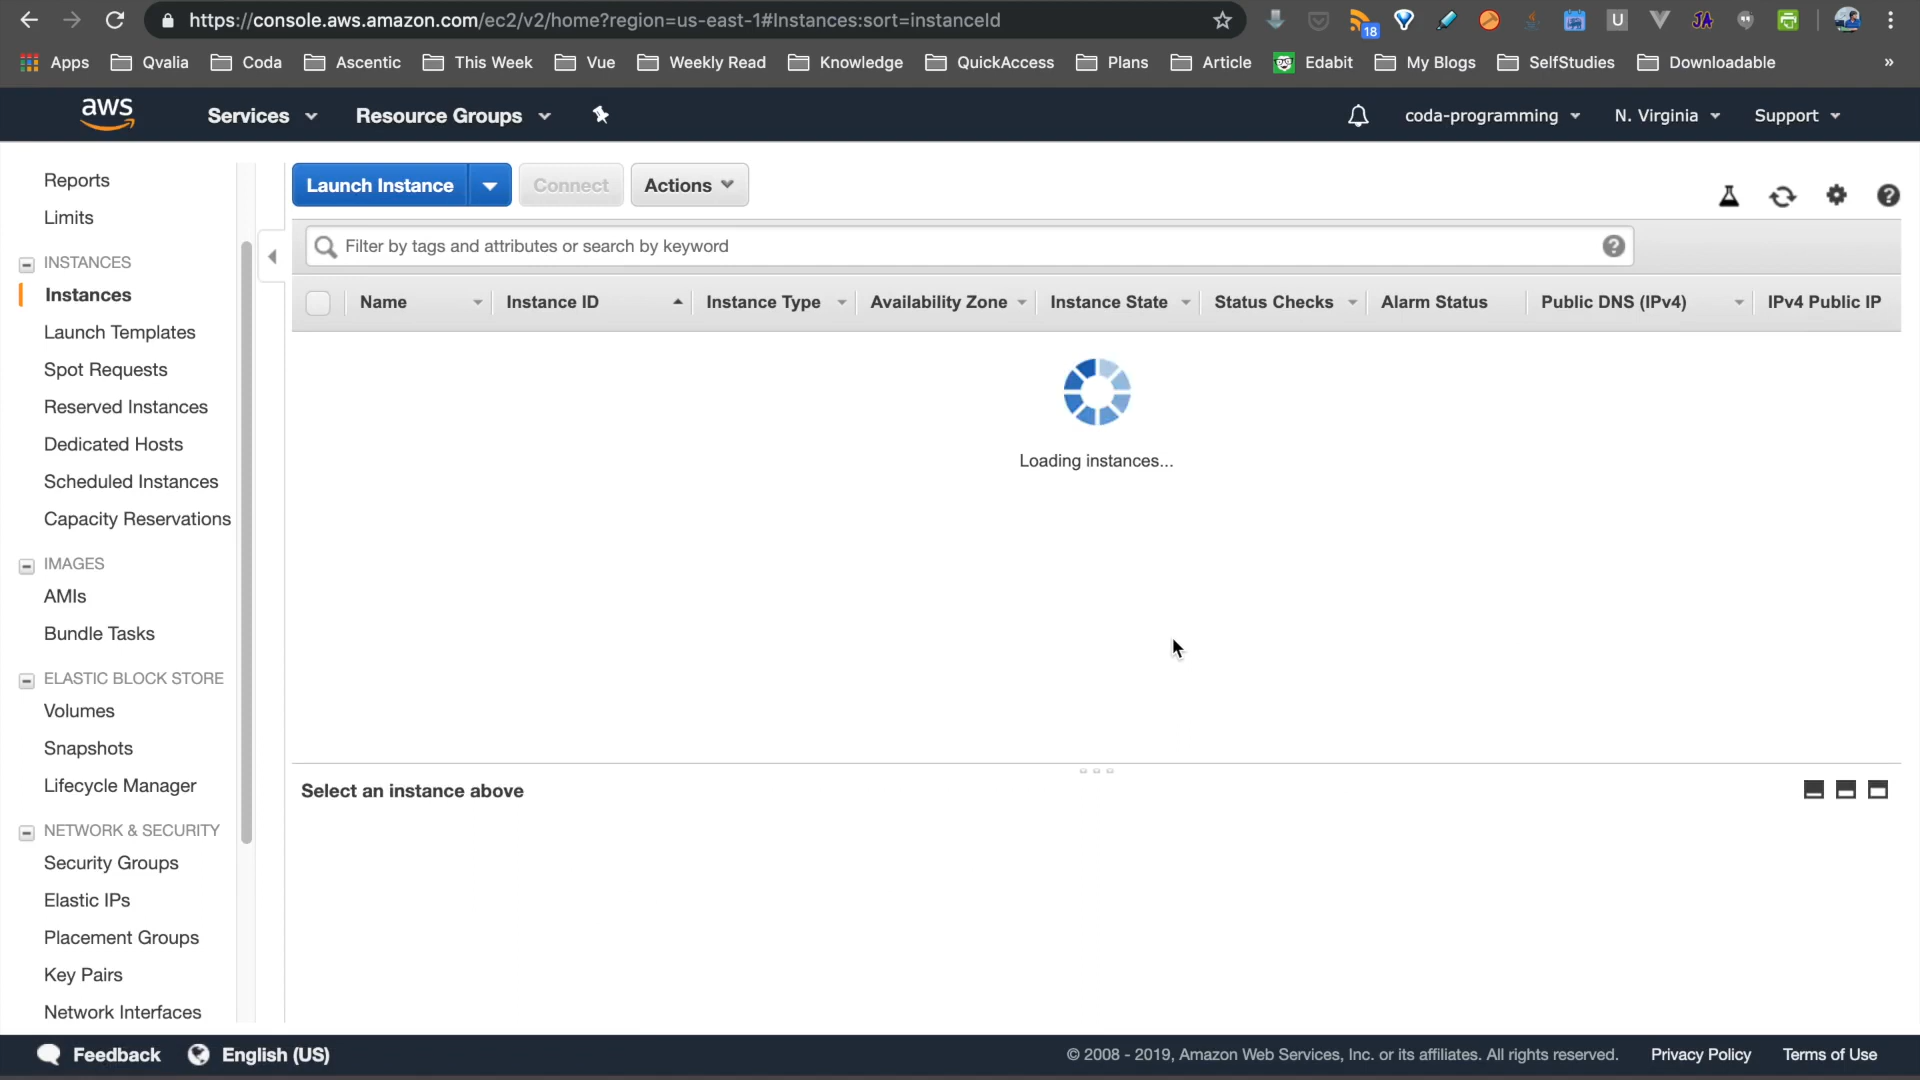 https://console.aws.amazon.com/ec2/v2/home?region=us-east-1#Instances:sort=instanceId
18
U
JA
Apps Qvalia Coda Ascentic This Week Vue Weekly Read Knowledge QuickAccess Plans Article Edabit My Blogs SelfStudies Downloadable »
aws Services Resource Groups coda-programming N. Virginia Support
Reports
Limits
INSTANCES
Instances
Launch Templates
Spot Requests
Reserved Instances
Dedicated Hosts
Scheduled Instances
Capacity Reservations
IMAGES
AMIs
Bundle Tasks
ELASTIC BLOCK STORE
Volumes
Snapshots
Lifecycle Manager
NETWORK & SECURITY
Security Groups
Elastic IPs
Placement Groups
Key Pairs
Network Interfaces
Launch Instance Connect Actions
Filter by tags and attributes or search by keyword
Name Instance ID Instance Type Availability Zone Instance State Status Checks Alarm Status Public DNS (IPv4) IPv4 Public IP
Loading instances...
Select an instance above
Feedback English (US) © 2008 - 2019, Amazon Web Services, Inc. or its affiliates. All rights reserved. Privacy Policy Terms of Use